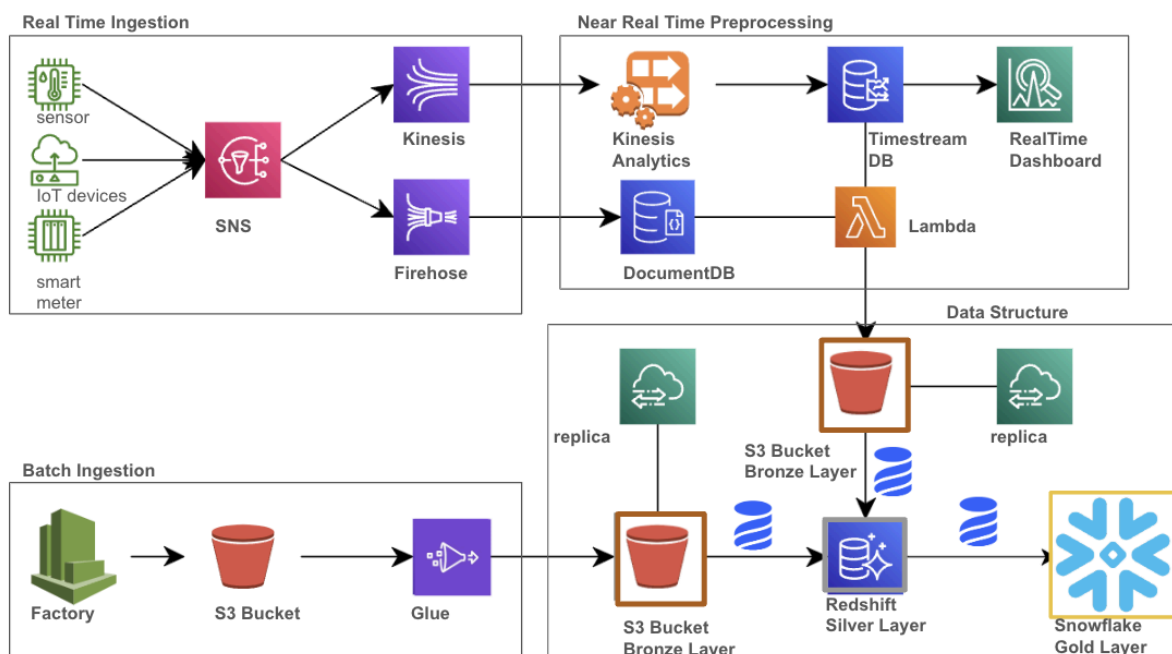 Real Time Ingestion
Near Real Time Preprocessing
sensor
IoT devices
smart
meter
SNS
Kinesis
Firehose
Kinesis
Analytics
Timestream
DB
RealTime
Dashboard
DocumentDB
{}
Lambda
Data Structure
replica
S3 Bucket
Bronze Layer
replica
Batch Ingestion
Factory
S3 Bucket
Glue
S3 Bucket
Bronze Layer
Redshift
Silver Layer
Snowflake
Gold Layer